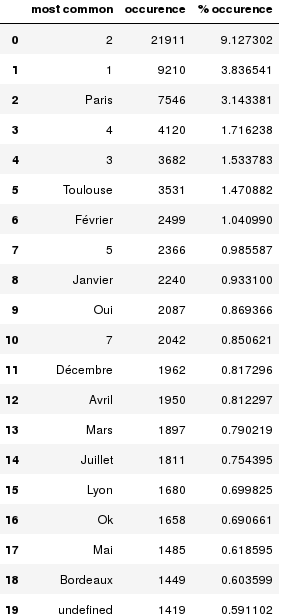 most common occurence % occurence
0 2 21911 9.127302
1 1 9210 3.836541
2 Paris 7546 3.143381
3 4 4120 1.716238
4 3 3682 1.533783
5 Toulouse 3531 1.470882
6 Février 2499 1.040990
7 5 2366 0.985587
8 Janvier 2240 0.933100
9 Oui 2087 0.869366
10 7 2042 0.850621
11 Décembre 1962 0.817296
12 Avril 1950 0.812297
13 Mars 1897 0.790219
14 Juillet 1811 0.754395
15 Lyon 1680 0.699825
16 Ok 1658 0.690661
17 Mai 1485 0.618595
18 Bordeaux 1449 0.603599
19 undefined 1419 0.591102